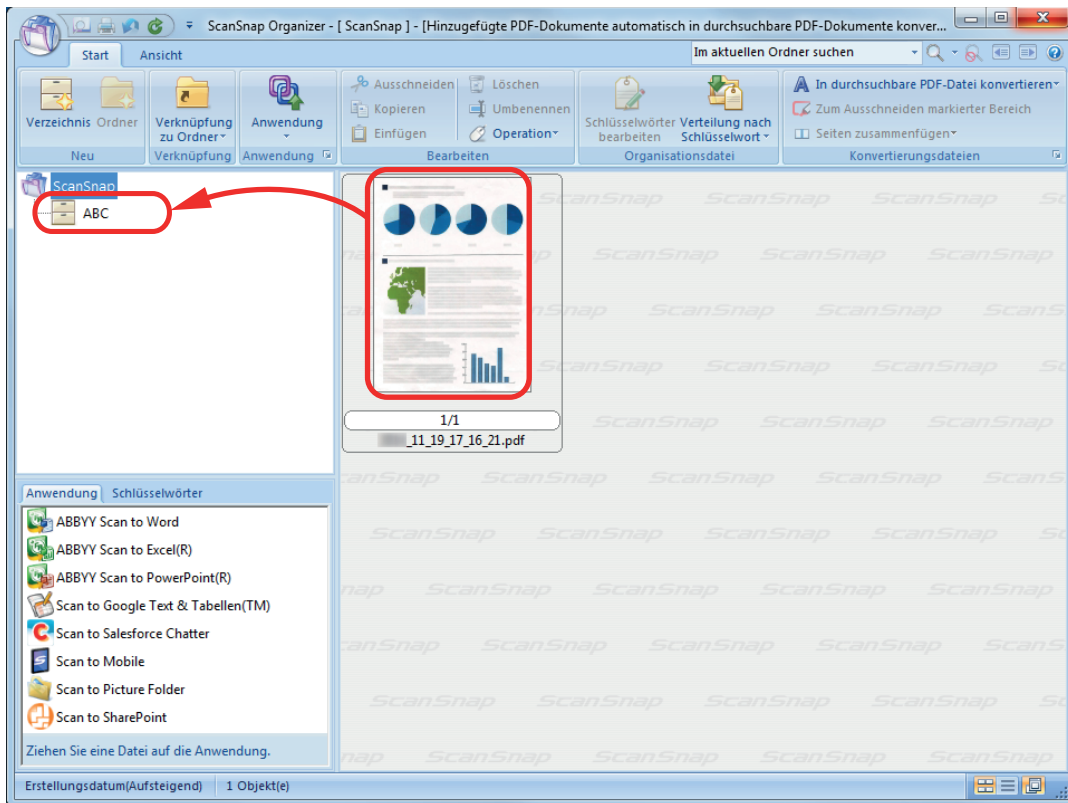 ScanSnap Organizer - [ ScanSnap ] - [Hinzugefügte PDF-Dokumente automatisch in durchsuchbare PDF-Dokumente konver...
Start Ansicht
Im aktuellen Ordner suchen
Verzeichnis Ordner
Neu
Verknüpfung
zu Ordner
Verknüpfung
Anwendung
Anwendung
Ausschneiden
Kopieren
Einfügen
Löschen
Umbenennen
Operation
Bearbeiten
Schlüsselwörter
bearbeiten
Verteilung nach
Schlüsselwort
Organisationsdatei
In durchsuchbare PDF-Datei konvertieren
Zum Ausschneiden markierter Bereich
Seiten zusammenfügen
Konvertierungsdateien
ScanSnap
ABC
1/1
_11_19_17_16_21.pdf
Anwendung Schlüsselwörter
ABBYY Scan to Word
ABBYY Scan to Excel(R)
ABBYY Scan to PowerPoint(R)
Scan to Google Text & Tabellen(TM)
Scan to Salesforce Chatter
Scan to Mobile
Scan to Picture Folder
Scan to SharePoint
Ziehen Sie eine Datei auf die Anwendung.
Erstellungsdatum(Aufsteigend) 1 Objekt(e)